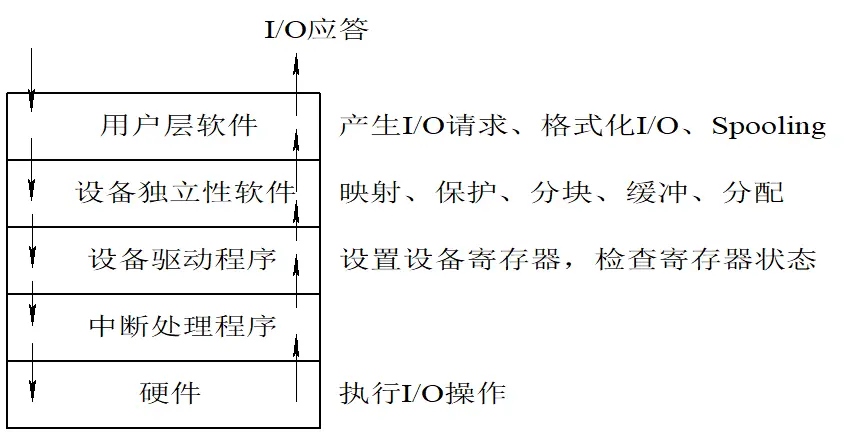 I/O应答
用户层软件 产生I/O请求、格式化I/O、Spooling
设备独立性软件 映射、保护、分块、缓冲、分配
设备驱动程序 设置设备寄存器，检查寄存器状态
中断处理程序
硬件 执行I/O操作